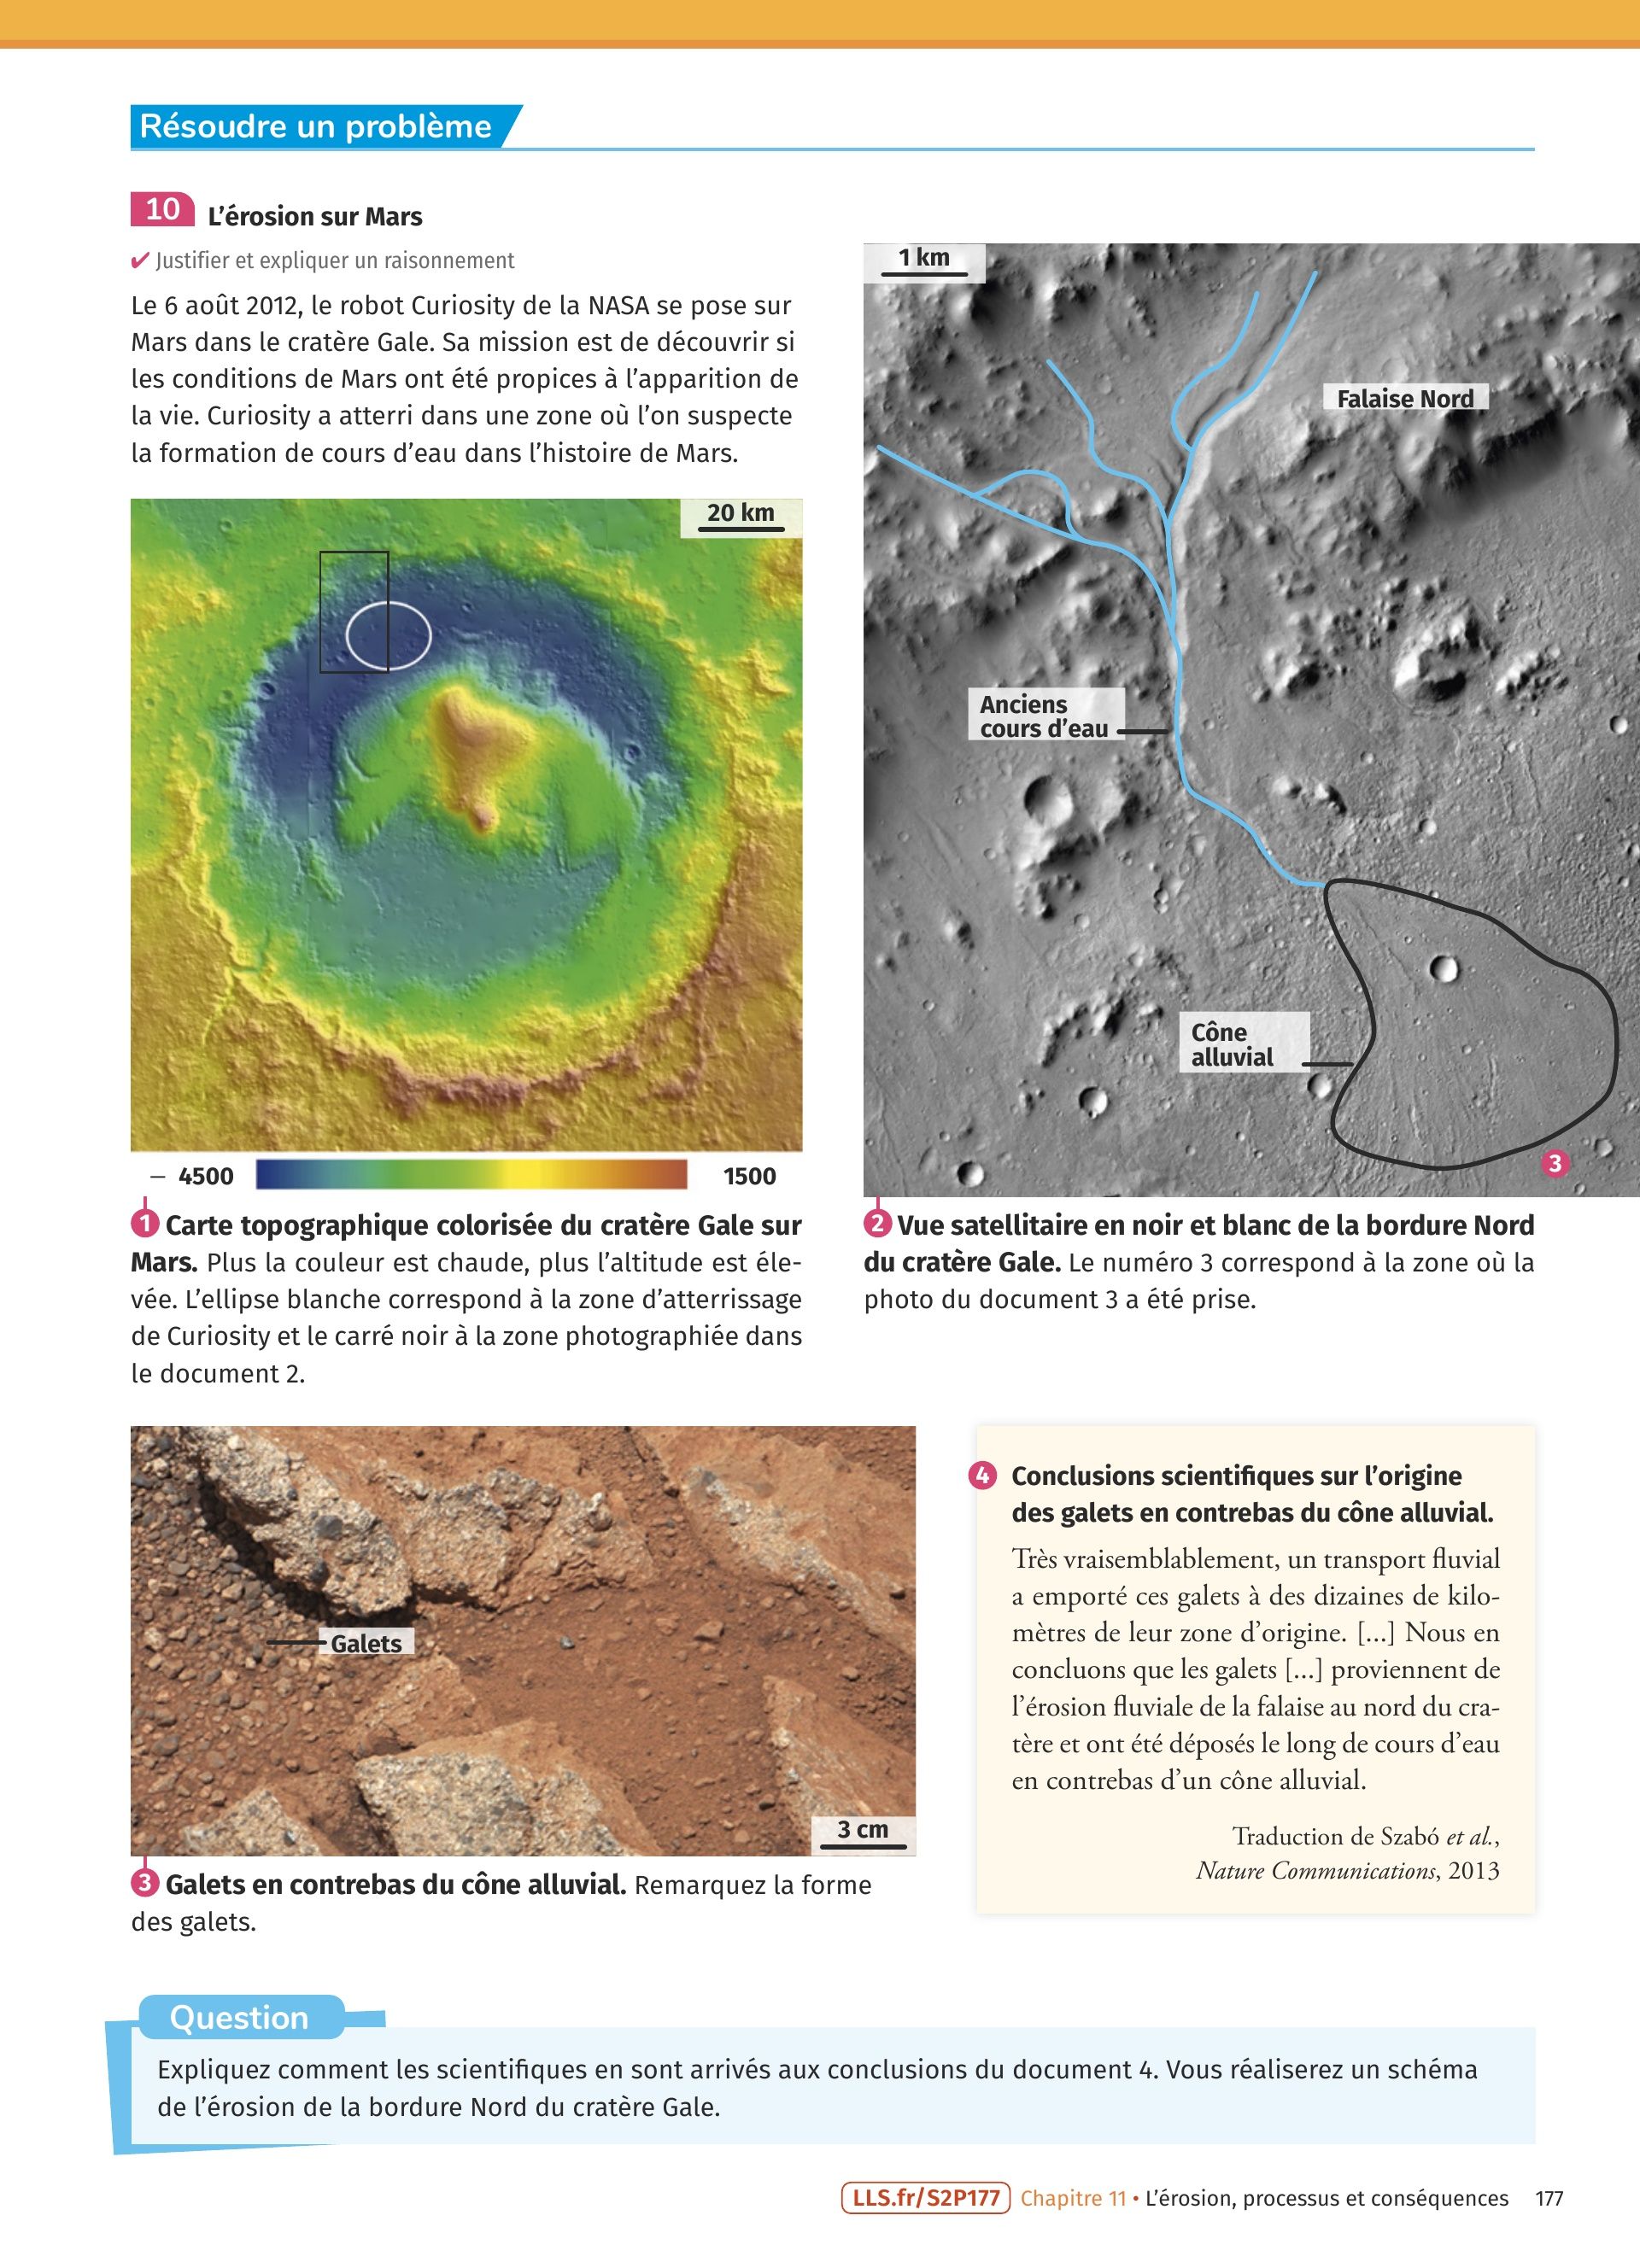 Résoudre un problème
10 L'érosion sur Mars
✔ Justifier et expliquer un raisonnement
Le 6 août 2012, le robot Curiosity de la NASA se pose sur
Mars dans le cratère Gale. Sa mission est de découvrir si
les conditions de Mars ont été propices à l'apparition de
la vie. Curiosity a atterri dans une zone où l'on suspecte
la formation de cours d'eau dans l'histoire de Mars.
20 km
– 4500
1500
1 Carte topographique colorisée du cratère Gale sur
Mars. Plus la couleur est chaude, plus l'altitude est éle-
vée. L'ellipse blanche correspond à la zone d'atterrissage
de Curiosity et le carré noir à la zone photographiée dans
le document 2.
1 km
Falaise Nord
Anciens
cours d'eau
Cône
alluvial
3
2 Vue satellitaire en noir et blanc de la bordure Nord
du cratère Gale. Le numéro 3 correspond à la zone où la
photo du document 3 a été prise.
Galets
3 cm
3 Galets en contrebas du cône alluvial. Remarquez la forme
des galets.
4 Conclusions scientifiques sur l'origine
des galets en contrebas du cône alluvial.
Très vraisemblablement, un transport fluvial
a emporté ces galets à des dizaines de kilo-
mètres de leur zone d'origine. [...] Nous en
concluons que les galets [...] proviennent de
l'érosion fluviale de la falaise au nord du cra-
tère et ont été déposés le long de cours d'eau
en contrebas d'un cône alluvial.
Traduction de Szabó et al.,
Nature Communications, 2013
Question
Expliquez comment les scientifiques en sont arrivés aux conclusions du document 4. Vous réaliserez un schéma
de l'érosion de la bordure Nord du cratère Gale.
LLS.fr/S2P177 Chapitre 11 • L'érosion, processus et conséquences 177